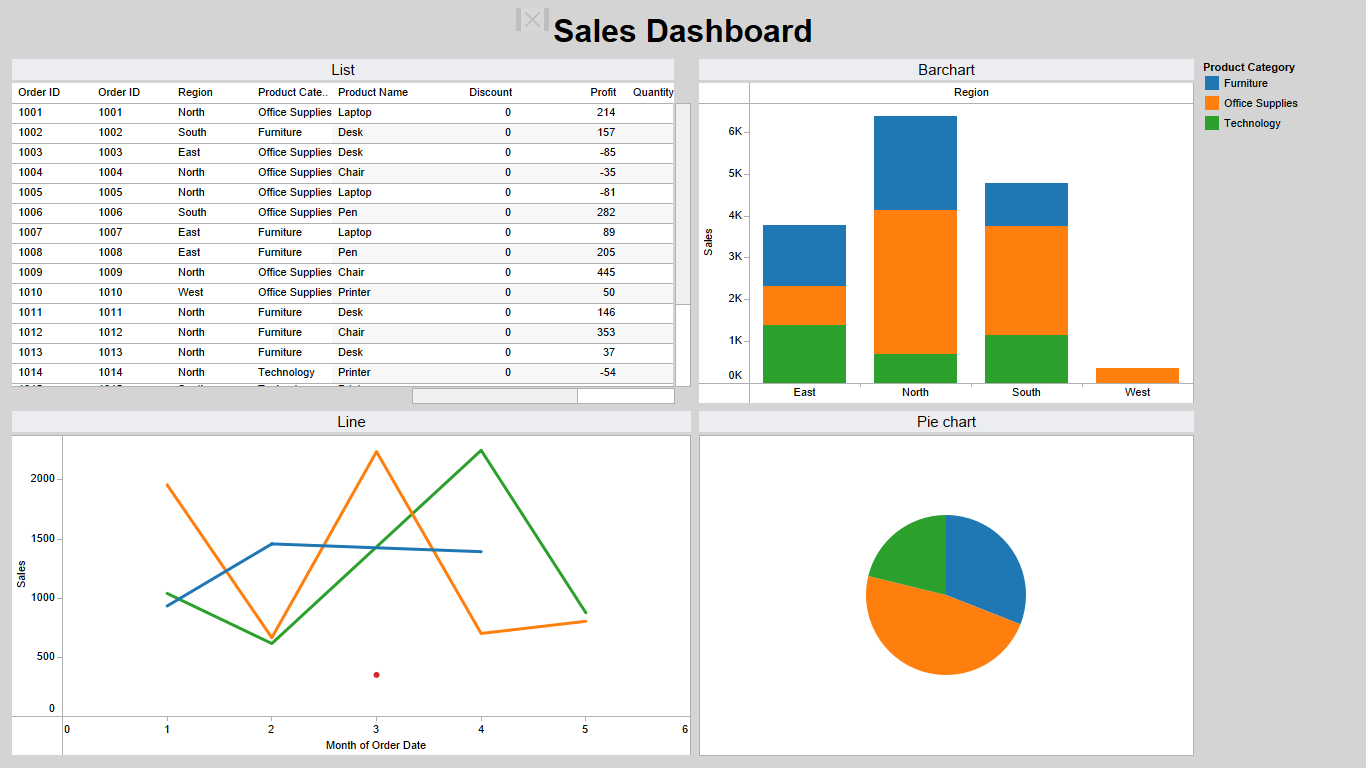 Sales Dashboard
List
Order ID Order ID Region Product Cate.. Product Name Discount Profit Quantity
1001 1001 North Office Supplies Laptop 0 214
1002 1002 South Furniture Desk 0 157
1003 1003 East Office Supplies Desk 0 -85
1004 1004 North Office Supplies Chair 0 -35
1005 1005 North Office Supplies Laptop 0 -81
1006 1006 South Office Supplies Pen 0 282
1007 1007 East Furniture Laptop 0 89
1008 1008 East Furniture Pen 0 205
1009 1009 North Office Supplies Chair 0 445
1010 1010 West Office Supplies Printer 0 50
1011 1011 North Furniture Desk 0 146
1012 1012 North Furniture Chair 0 353
1013 1013 North Furniture Desk 0 37
1014 1014 North Technology Printer 0 -54
Barchart
Region
Sales
6K
5K
4K
3K
2K
1K
0K
East North South West
Product Category
Furniture
Office Supplies
Technology
Line
Sales
2000
1500
1000
500
0
0 1 2 3 4 5 6
Month of Order Date
Pie chart